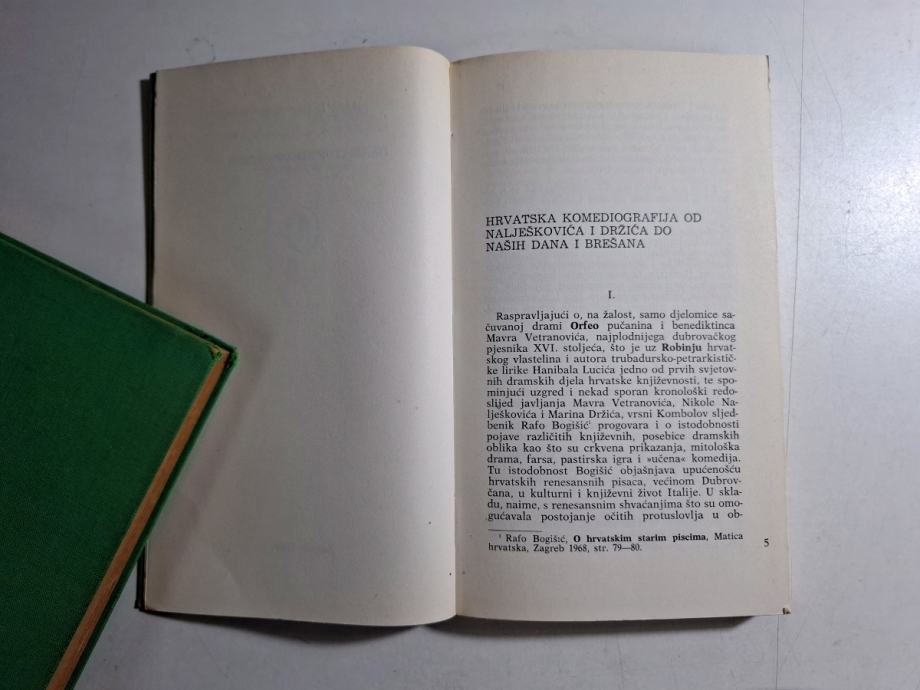 HRVATSKA KOMEDIOGRAFIJA OD
NALJEŠKOVIĆA I DRŽIĆA DO
NAŠIH DANA I BREŠANA
I.
Raspravljajući o, na žalost, samo djelomice sa-
čuvanoj drami Orfeo pučanina i benediktinca
Mavra Vetranovića, najplodnijega dubrovačkog
pjesnika XVI. stoljeća, što je uz Robinju hrvat-
skog vlastelina i autora trubadursko-petrarkistič-
ke lirike Hanibala Lucića jedno od prvih svjetov-
nih dramskih djela hrvatske književnosti, te spo-
minjući uzgred i nekad sporan kronološki redo-
slijed javljanja Mavra Vetranovića, Nikole Na-
lješkovića i Marina Držića, vrsni Kombolov sljed-
benik Rafo Bogišić¹ progovara i o istodobnosti
pojave različitih književnih, posebice dramskih
oblika kao što su crkvena prikazanja, mitološka
drama, farsa, pastirska igra i »učena« komedija.
Tu istodobnost Bogišić objašnjava upućenošću
hrvatskih renesansnih pisaca, većinom Dubrov-
čana, u kulturni i književni život Italije. U skla-
du, naime, s renesansnim shvaćanjima što su omo-
gućavala postojanje očitih protuslovlja u ob-
¹ Rafo Bogišić, O hrvatskim starim piscima, Matica
hrvatska, Zagreb 1968, str. 79—80.
5